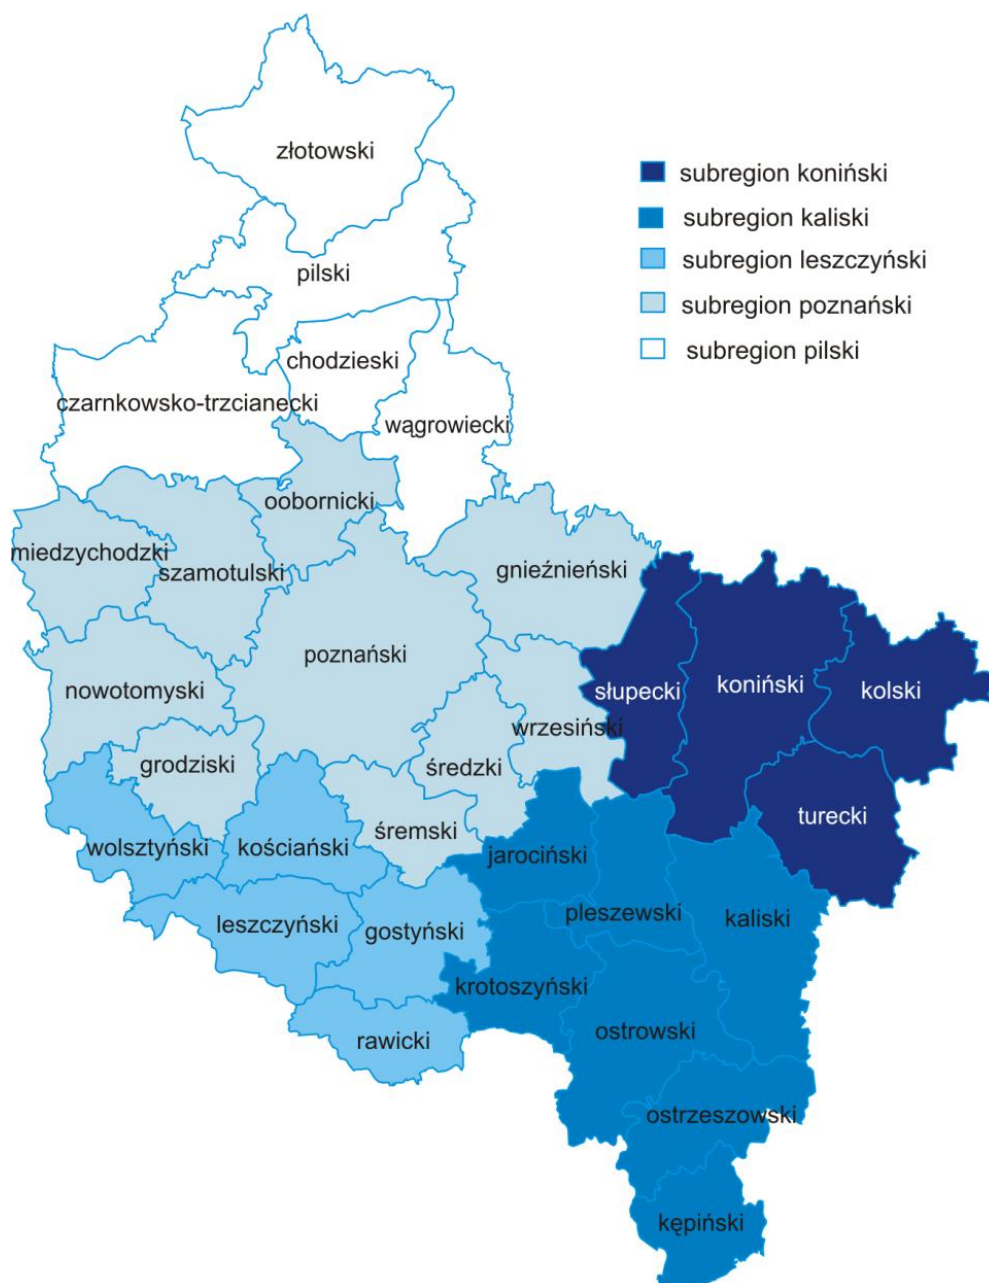 złotowski
subregion koniński
subregion kaliski
subregion leszczyński
subregion poznański
subregion pilski
pilski
chodzieski
czarnkowsko-trzcianecki
wągrowiecki
oobornicki
miedzychodzki
szamotulski
gnieźnieński
poznański
nowotomyski
słupecki
koniński
kolski
wrzesiński
grodziski
średzki
turecki
śremski
wolsztyński
kościański
jarociński
leszczyński
gostyński
pleszewski
kaliski
krotoszyński
ostrowski
rawicki
ostrzeszowski
kępiński